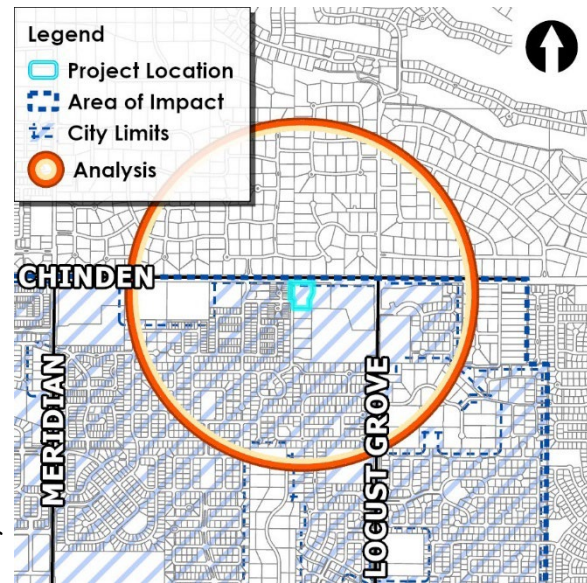 Legend
Project Location
Area of Impact
City Limits
Analysis
CHINDEN
MERIDIAN
LOCUST GROVE